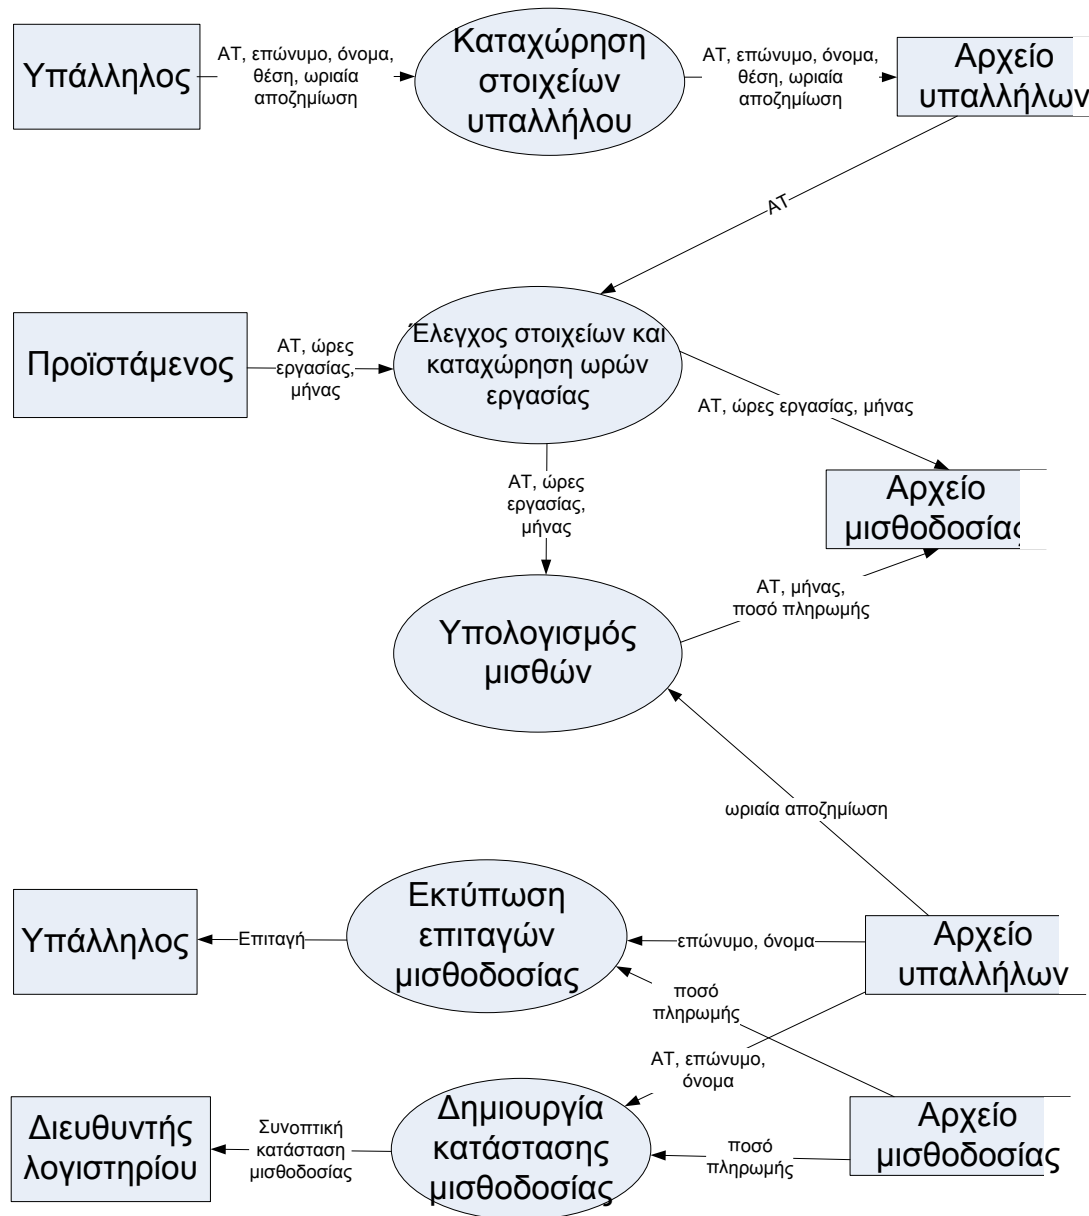 Υπάλληλος
ΑΤ, επώνυμο, όνομα,
θέση, ωριαία
αποζημίωση
Καταχώρηση
στοιχείων
υπαλλήλου
ΑΤ, επώνυμο, όνομα,
θέση, ωριαία
αποζημίωση
Αρχείο
υπαλλήλων
ΑΤ
Προϊστάμενος
ΑΤ, ώρες
εργασίας,
μήνας
Έλεγχος στοιχείων και
καταχώρηση ωρών
εργασίας
ΑΤ, ώρες εργασίας, μήνας
ΑΤ, ώρες
εργασίας,
μήνας
Αρχείο
μισθοδοσίας
Υπολογισμός
μισθών
ΑΤ, μήνας,
ποσό πληρωμής
ωριαία αποζημίωση
Υπάλληλος
Επιταγή
Εκτύπωση
επιταγών
μισθοδοσίας
επώνυμο, όνομα
Αρχείο
υπαλλήλων
ποσό
πληρωμής
ΑΤ, επώνυμο,
όνομα
Διευθυντής
λογιστηρίου
Συνοπτική
κατάσταση
μισθοδοσίας
Δημιουργία
κατάστασης
μισθοδοσίας
ποσό
πληρωμής
Αρχείο
μισθοδοσίας